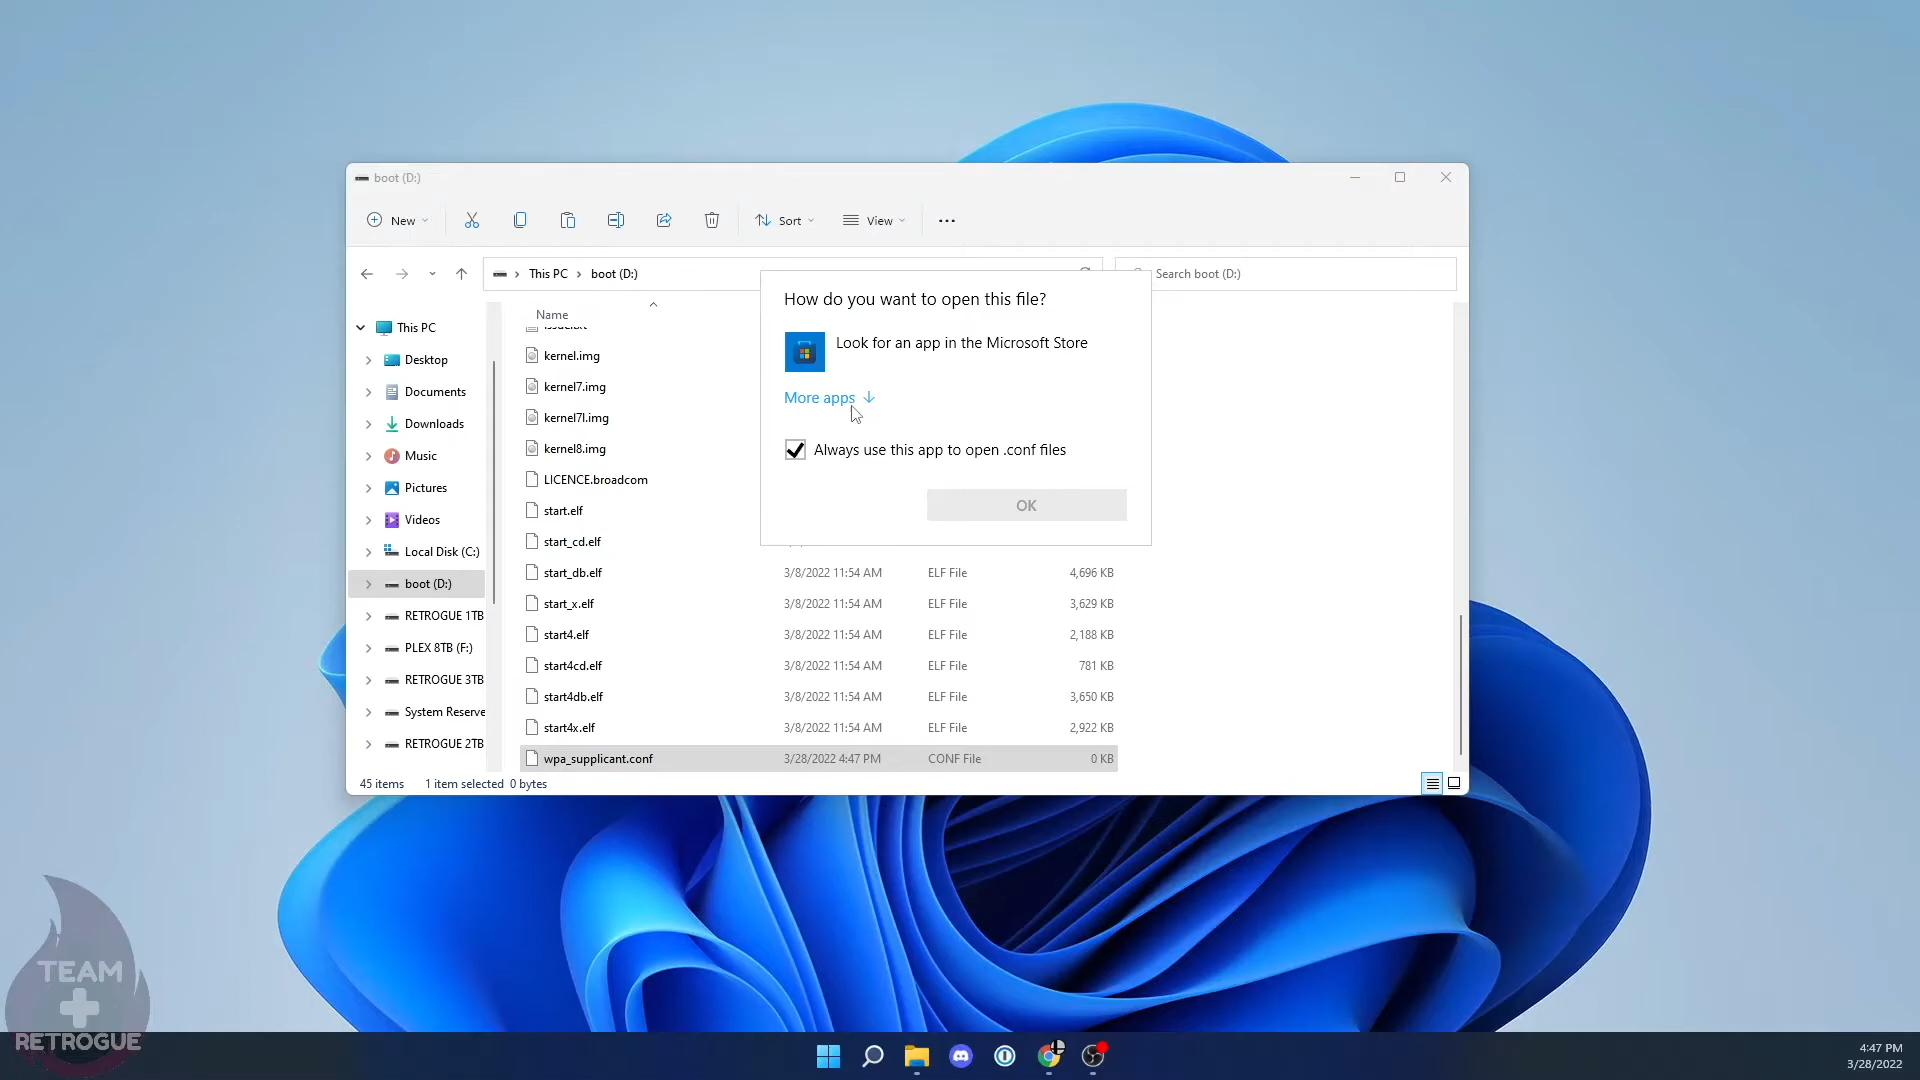 boot (D:)
New
Sort
View
This PC
boot (D:)
Search boot (D:)
This PC
Desktop
Documents
Downloads
Music
Pictures
Videos
Local Disk (C:)
boot (D:)
RETROGUE 1TB
PLEX 8TB (F:)
RETROGUE 3TB
System Reserve
RETROGUE 2TB
Name
kernel.img
kernel7.img
kernel7l.img
kernel8.img
LICENCE.broadcom
start.elf
start_cd.elf
start_db.elf 3/8/2022 11:54 AM ELF File 4,696 KB
start_x.elf 3/8/2022 11:54 AM ELF File 3,629 KB
start4.elf 3/8/2022 11:54 AM ELF File 2,188 KB
start4cd.elf 3/8/2022 11:54 AM ELF File 781 KB
start4db.elf 3/8/2022 11:54 AM ELF File 3,650 KB
start4x.elf 3/8/2022 11:54 AM ELF File 2,922 KB
wpa_supplicant.conf 3/28/2022 4:47 PM CONF File 0 KB
45 items 1 item selected 0 bytes
How do you want to open this file?
Look for an app in the Microsoft Store
More apps
Always use this app to open .conf files
OK
TEAM
RETROGUE
4:47 PM
3/28/2022